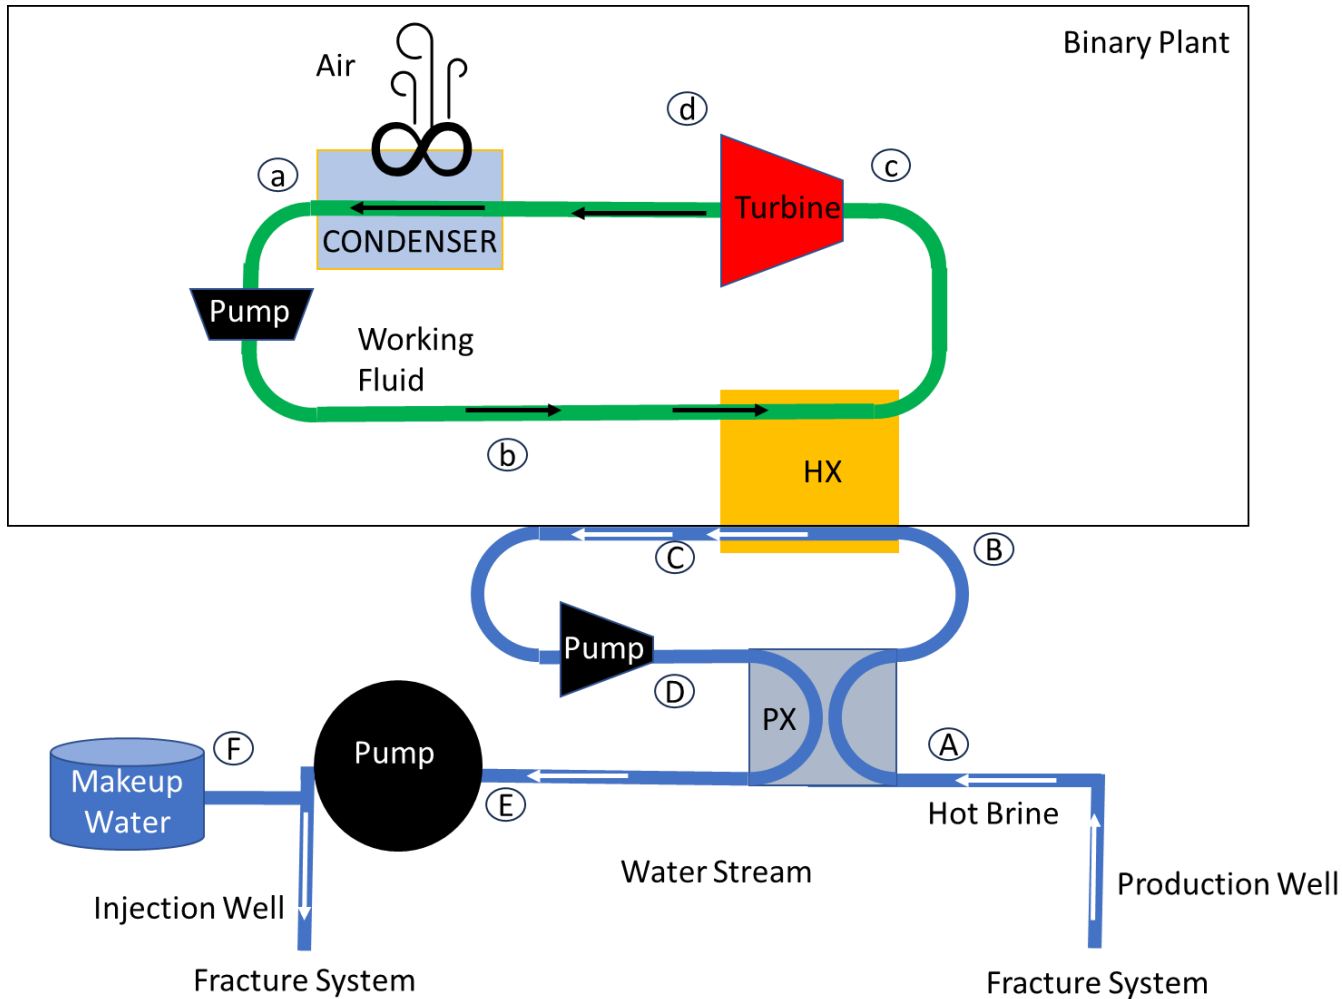 Binary Plant
Air
d
a
c
Turbine
CONDENSER
Pump
Working
Fluid
b
HX
B
C
Pump
D
PX
A
F
Pump
Makeup
Water
E
Hot Brine
Water Stream
Production Well
Injection Well
Fracture System
Fracture System